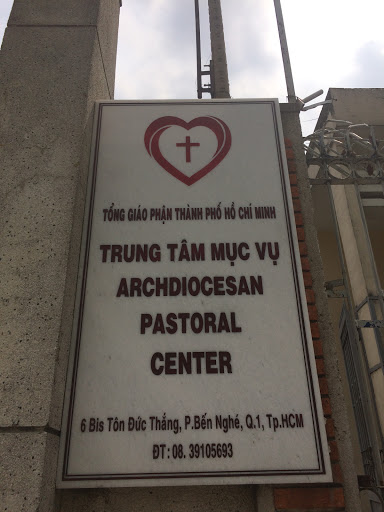 TỔNG GIÁO PHẬN THÀNH PHỐ HỒ CHÍ MINH
TRUNG TÂM MỤC VỤ
ARCHDIOCESAN
PASTORAL
CENTER
6 Bis Tôn Đức Thắng, P.Bến Nghé, Q.1, Tp.HCM
ĐT: 08. 39105693